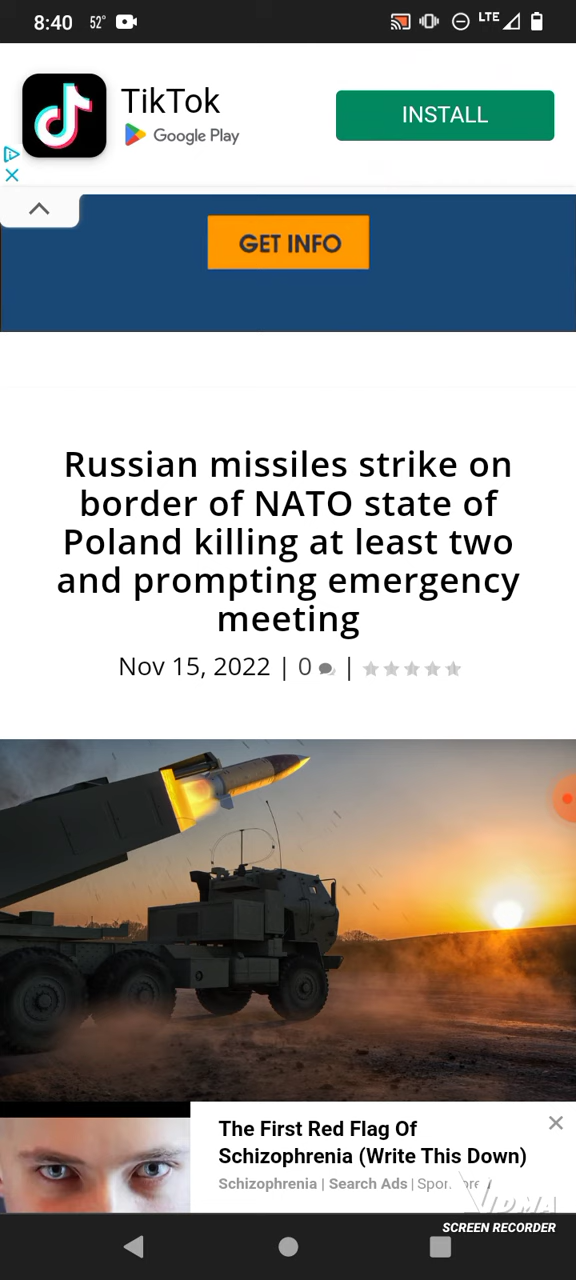 8:40 52° LTE
TikTok
Google Play
INSTALL
GET INFO
Russian missiles strike on
border of NATO state of
Poland killing at least two
and prompting emergency
meeting
Nov 15, 2022 | 0 |
The First Red Flag Of
Schizophrenia (Write This Down)
Schizophrenia | Search Ads |
VIDMA
SCREEN RECORDER